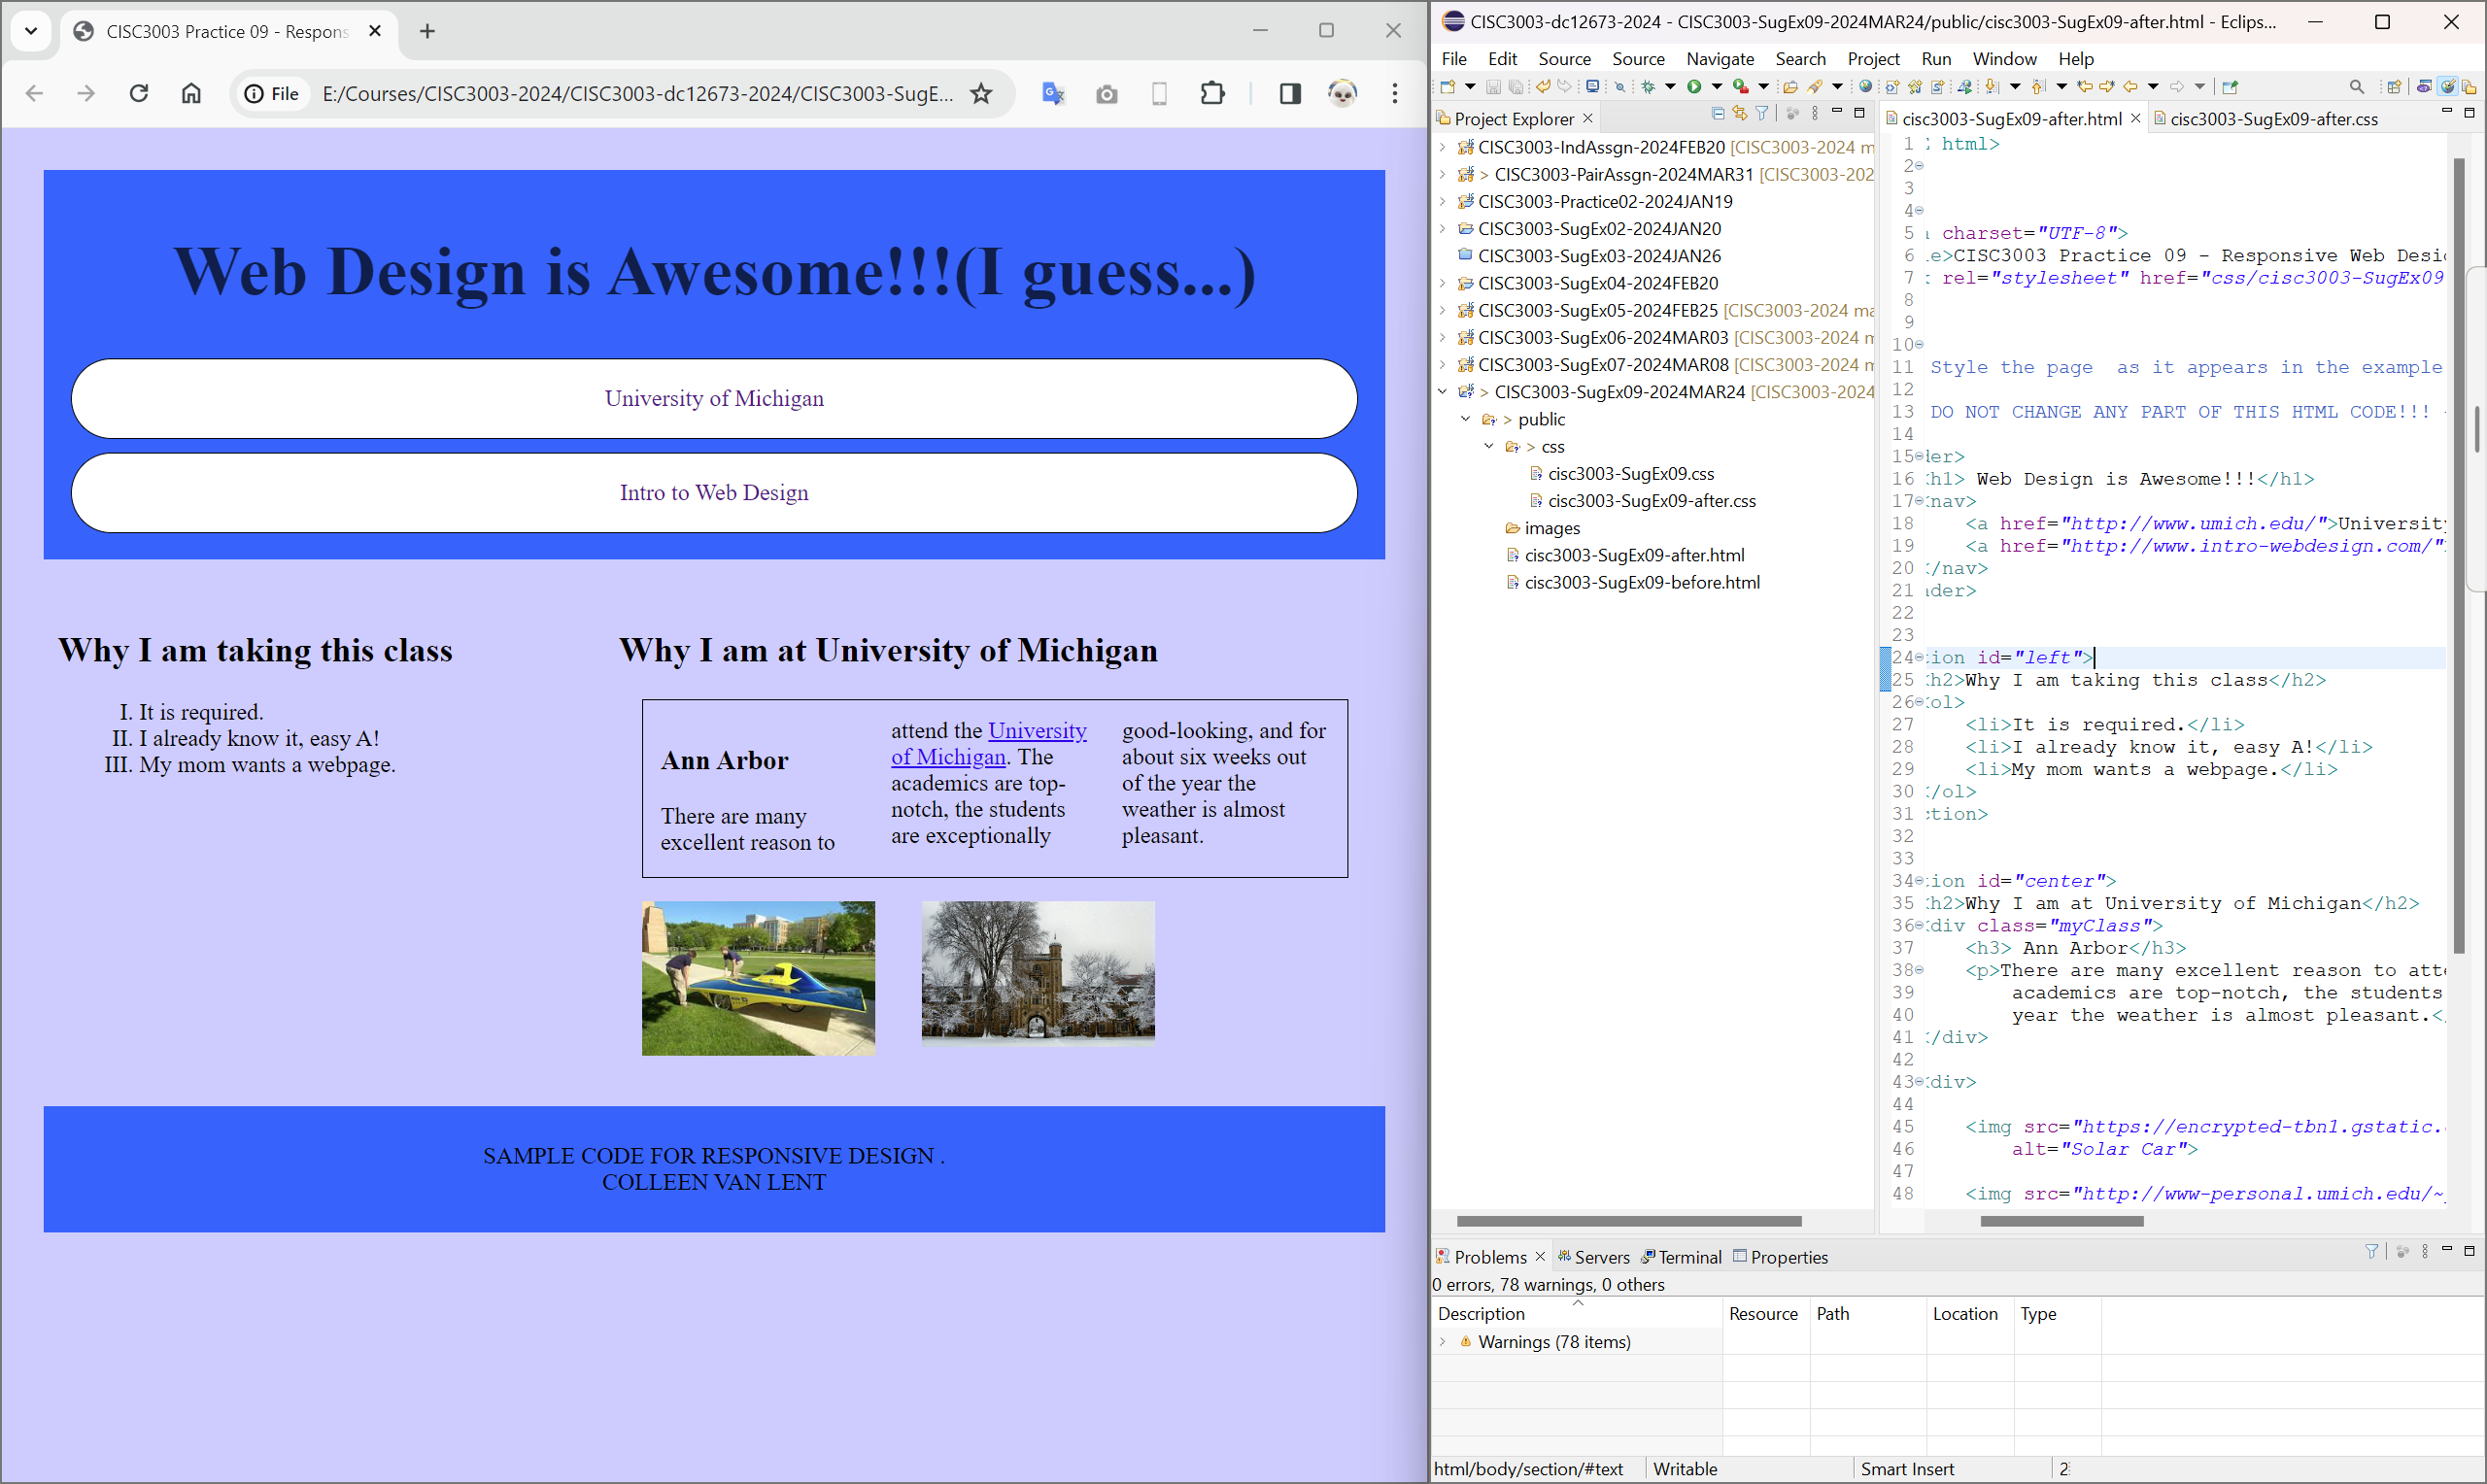 CISC3003 Practice 09 - Respons
File
E:/Courses/CISC3003-2024/CISC3003-dc12673-2024/CISC3003-SugE...
Web Design is Awesome!!!(I guess...)
University of Michigan
Intro to Web Design
Why I am taking this class
I. It is required.
II. I already know it, easy A!
III. My mom wants a webpage.
Why I am at University of Michigan
Ann Arbor
There are many
excellent reason to
attend the University
of Michigan. The
academics are top-
notch, the students
are exceptionally
good-looking, and for
about six weeks out
of the year the
weather is almost
pleasant.
SAMPLE CODE FOR RESPONSIVE DESIGN .
COLLEEN VAN LENT
CISC3003-dc12673-2024 - CISC3003-SugEx09-2024MAR24/public/cisc3003-SugEx09-after.html - Eclips...
File Edit Source Source Navigate Search Project Run Window Help
Project Explorer
CISC3003-IndAssgn-2024FEB20 [CISC3003-2024 m
> CISC3003-PairAssgn-2024MAR31 [CISC3003-202
CISC3003-Practice02-2024JAN19
CISC3003-SugEx02-2024JAN20
CISC3003-SugEx03-2024JAN26
CISC3003-SugEx04-2024FEB20
CISC3003-SugEx05-2024FEB25 [CISC3003-2024 ma
CISC3003-SugEx06-2024MAR03 [CISC3003-2024 m
CISC3003-SugEx07-2024MAR08 [CISC3003-2024 m
> CISC3003-SugEx09-2024MAR24 [CISC3003-2024
> public
> css
cisc3003-SugEx09.css
cisc3003-SugEx09-after.css
images
cisc3003-SugEx09-after.html
cisc3003-SugEx09-before.html
cisc3003-SugEx09-after.html
cisc3003-SugEx09-after.css
1 html>
2
3
4
5 charset="UTF-8">
6 e>CISC3003 Practice 09 - Responsive Web Desi
7 rel="stylesheet" href="css/cisc3003-SugEx09
8
9
10
11 Style the page as it appears in the example
12
13 DO NOT CHANGE ANY PART OF THIS HTML CODE!!!
14
15 der>
16 h1> Web Design is Awesome!!!</h1>
17 nav>
18 <a href="http://www.umich.edu/">University
19 <a href="http://www.intro-webdesign.com/"
20 /nav>
21 der>
22
23
24 ion id="left">
25 h2>Why I am taking this class</h2>
26 ol>
27 <li>It is required.</li>
28 <li>I already know it, easy A!</li>
29 <li>My mom wants a webpage.</li>
30 /ol>
31 tion>
32
33
34 ion id="center">
35 h2>Why I am at University of Michigan</h2>
36 div class="myClass">
37 <h3> Ann Arbor</h3>
38 <p>There are many excellent reason to att
39 academics are top-notch, the students
40 year the weather is almost pleasant.<
41 /div>
42
43 div>
44
45 <img src="https://encrypted-tbn1.gstatic.
46 alt="Solar Car">
47
48 <img src="http://www-personal.umich.edu/~
Problems Servers Terminal Properties
0 errors, 78 warnings, 0 others
Description Resource Path Location Type
Warnings (78 items)
html/body/section/#text Writable Smart Insert 2